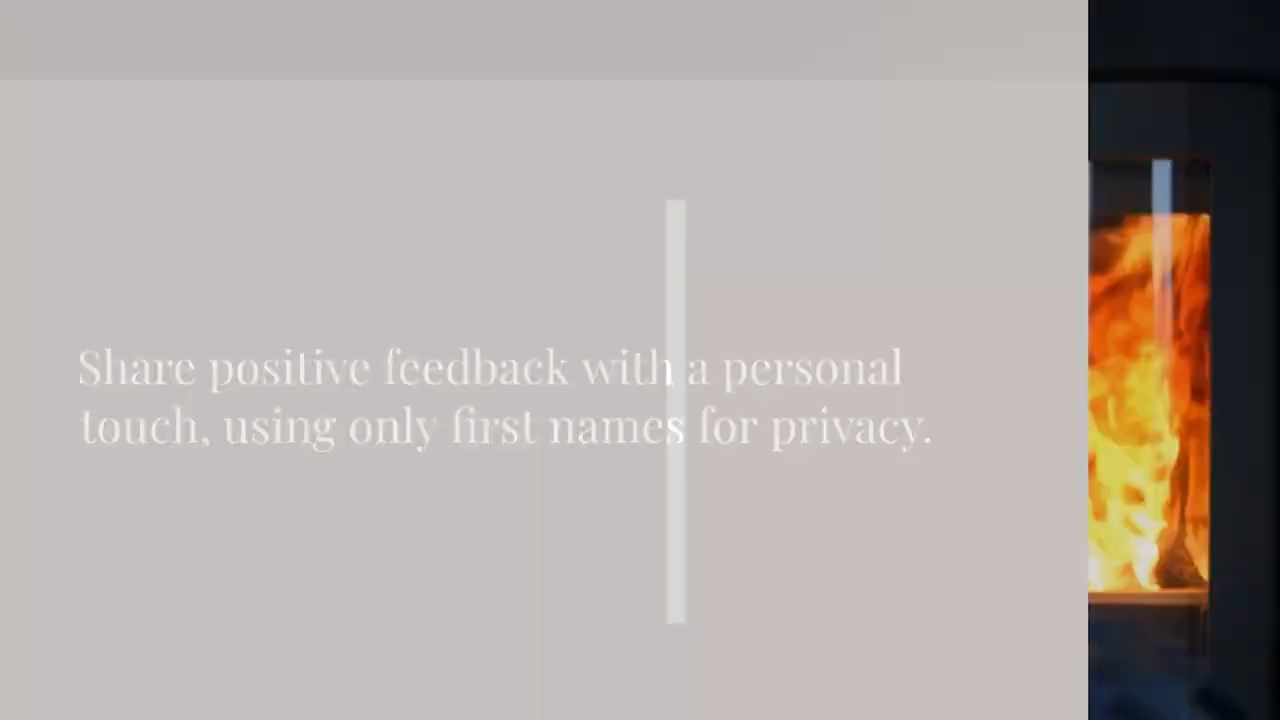 Share positive feedback with a personal
touch, using only first names for privacy.